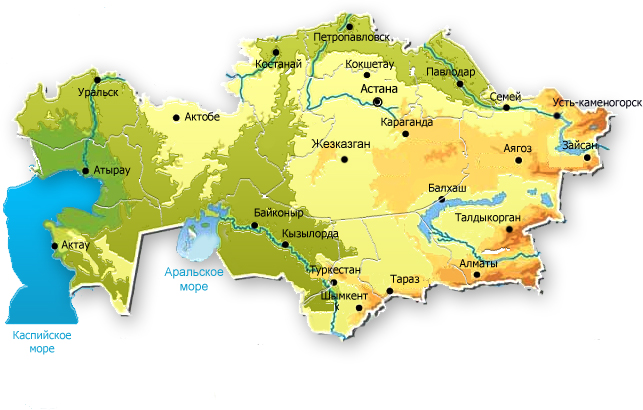 Петропавловск
Костанай
Кокшетау
Павлодар
Уральск
Астана
Семей
Усть-каменогорск
Актобе
Караганда
Жезказган
Аягоз
Зайсан
Атырау
Балхаш
Байконыр
Талдыкорган
Кызылорда
Актау
Аральское
море
Туркестан
Алматы
Тараз
Шымкент
Каспийское
море